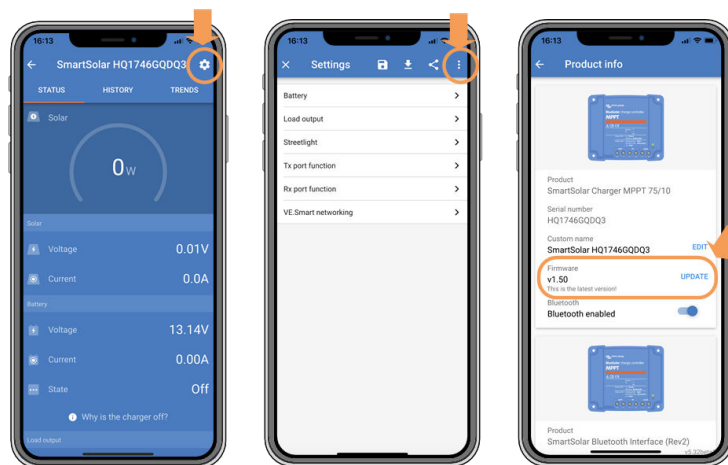 16:13
SmartSolar HQ1746GQDQ3
STATUS HISTORY TRENDS
Solar
0W
Solar
Voltage 0.01V
Current 0.0A
Battery
Voltage 13.14V
Current 0.00A
State Off
Why is the charger off?
Load output
16:13
Settings
Battery
Load output
Streetlight
Tx port function
Rx port function
VE.Smart networking
16:13
Product info
MPPT
Product
SmartSolar Charger MPPT 75/10
Serial number
HQ1746GQDQ3
Custom name
SmartSolar HQ1746GQDQ3 EDIT
Firmware
v1.50 UPDATE
This is the latest version!
Bluetooth
Bluetooth enabled
MPPT
Product
SmartSolar Bluetooth Interface (Rev2)